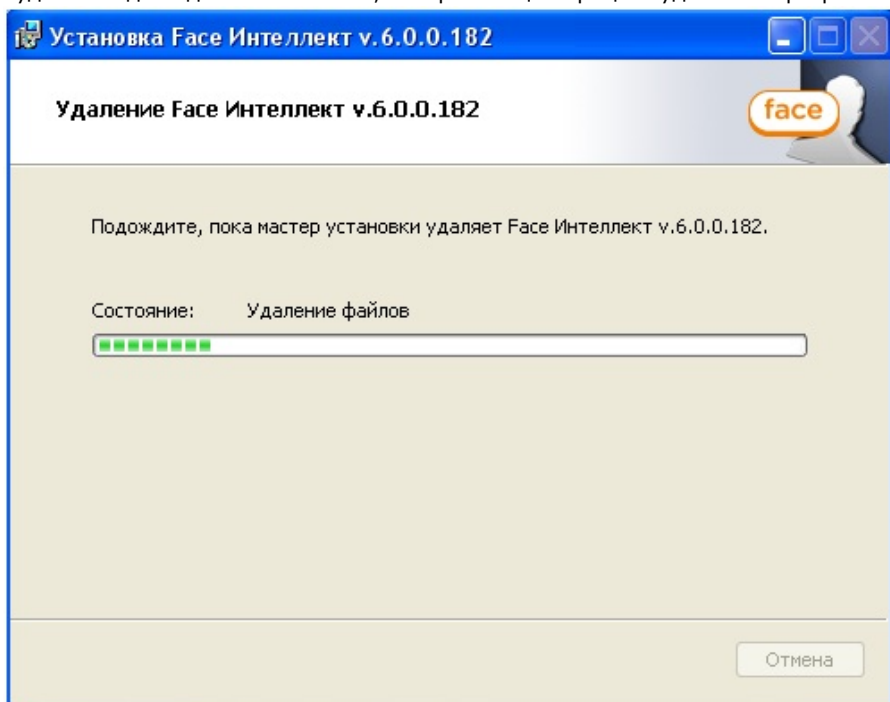 Установка Face Интеллект v.6.0.0.182
Удаление Face Интеллект v.6.0.0.182
face
Подождите, пока мастер установки удаляет Face Интеллект v.6.0.0.182.
Состояние: Удаление файлов
Отмена